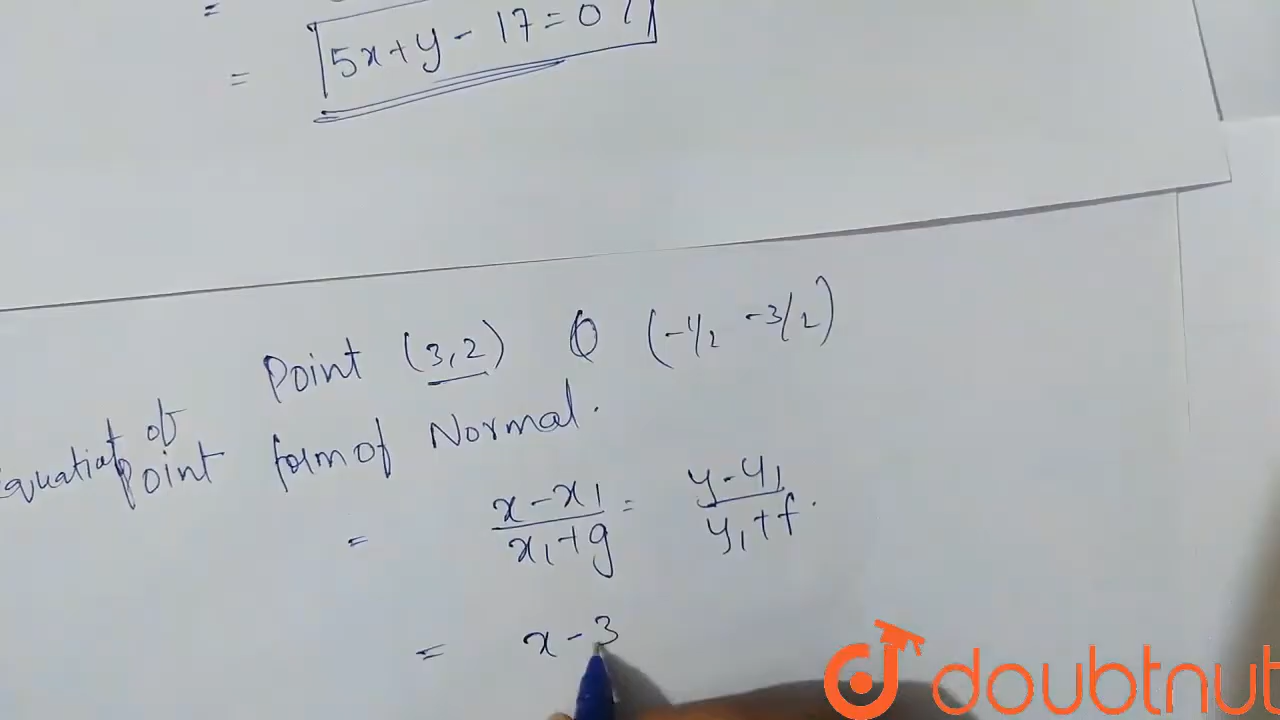 =
= 5x+y-17=0
Point (3,2) Q (-1/2 -3/2)
of
point form of Normal.
= x-x₁/x₁+g = y-y₁/y₁+f.
= x-3
doubtnut